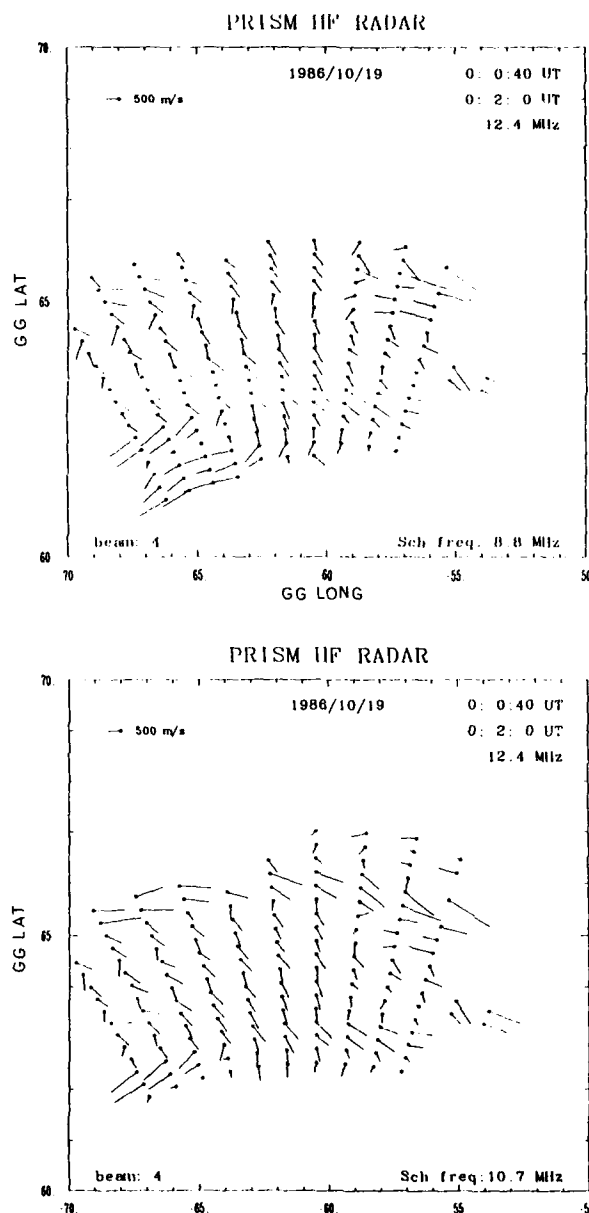 PRISM HF RADAR
70.
1986/10/19 0: 0:40 UT
500 m/s 0: 2: 0 UT
12.4 MHz
GG LAT
65
beam: 4 Sch freq. 8.8 MHz
60
-70. -65. -60 -55. -50
GG LONG
PRISM HF RADAR
70.
1986/10/19 0: 0:40 UT
500 m/s 0: 2: 0 UT
12.4 MHz
GG LAT
65
beam: 4 Sch freq:10.7 MHz
60.
-70. -65. -60. -55.